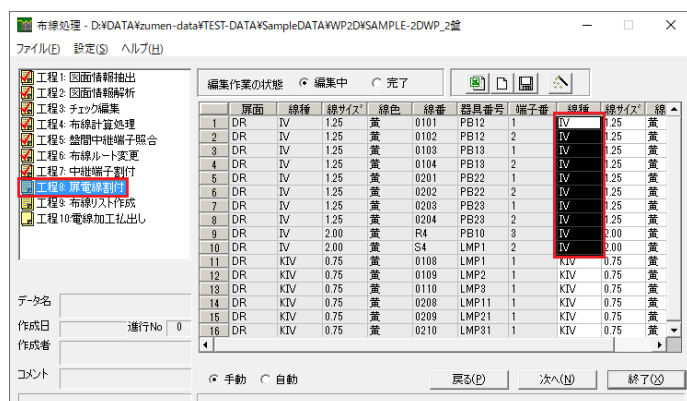 布線処理 - D:¥DATA¥zumen-data¥TEST-DATA¥SampleDATA¥WP2D¥SAMPLE-2DWP_2盤
ファイル(F) 設定(S) ヘルプ(H)
工程1: 図面情報抽出
工程2: 図面情報解析
工程3: チェック編集
工程4: 布線計算処理
工程5: 盤間中継端子照合
工程6: 布線ルート変更
工程7: 中継端子割付
工程8: 扉電線割付
工程9: 布線リスト作成
工程10:電線加工払出し
データ名
作成日 進行No 0
作成者
コメント
編集作業の状態 編集中 完了
扉面 線種 線サイズ 線色 線番 器具番号 端子番 線種 線サイズ 線
1 DR IV 1.25 黄 0101 PB12 1 IV 1.25 黄
2 DR IV 1.25 黄 0102 PB12 2 IV 1.25 黄
3 DR IV 1.25 黄 0103 PB13 1 IV 1.25 黄
4 DR IV 1.25 黄 0104 PB13 2 IV 1.25 黄
5 DR IV 1.25 黄 0201 PB22 1 IV 1.25 黄
6 DR IV 1.25 黄 0202 PB22 2 IV 1.25 黄
7 DR IV 1.25 黄 0203 PB23 1 IV 1.25 黄
8 DR IV 1.25 黄 0204 PB23 2 IV 1.25 黄
9 DR IV 2.00 黄 R4 PB10 3 IV 2.00 黄
10 DR IV 2.00 黄 S4 LMP1 2 IV 2.00 黄
11 DR KIV 0.75 黄 0108 LMP1 1 KIV 0.75 黄
12 DR KIV 0.75 黄 0109 LMP2 1 KIV 0.75 黄
13 DR KIV 0.75 黄 0110 LMP3 1 KIV 0.75 黄
14 DR KIV 0.75 黄 0208 LMP11 1 KIV 0.75 黄
15 DR KIV 0.75 黄 0209 LMP21 1 KIV 0.75 黄
16 DR KIV 0.75 黄 0210 LMP31 1 KIV 0.75 黄
手動 自動 戻る(P) 次へ(N) 終了(X)